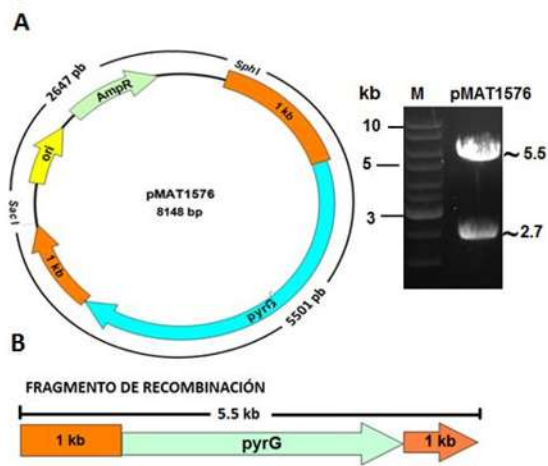 A
2647 pb
SphI
AmpR
1 kb
ori
SacI
pMAT1576
8148 bp
1 kb
pyrG
5501 pb
kb M pMAT1576
10
5
3
~5.5
~2.7
B
FRAGMENTO DE RECOMBINACIÓN
5.5 kb
1 kb pyrG 1 kb